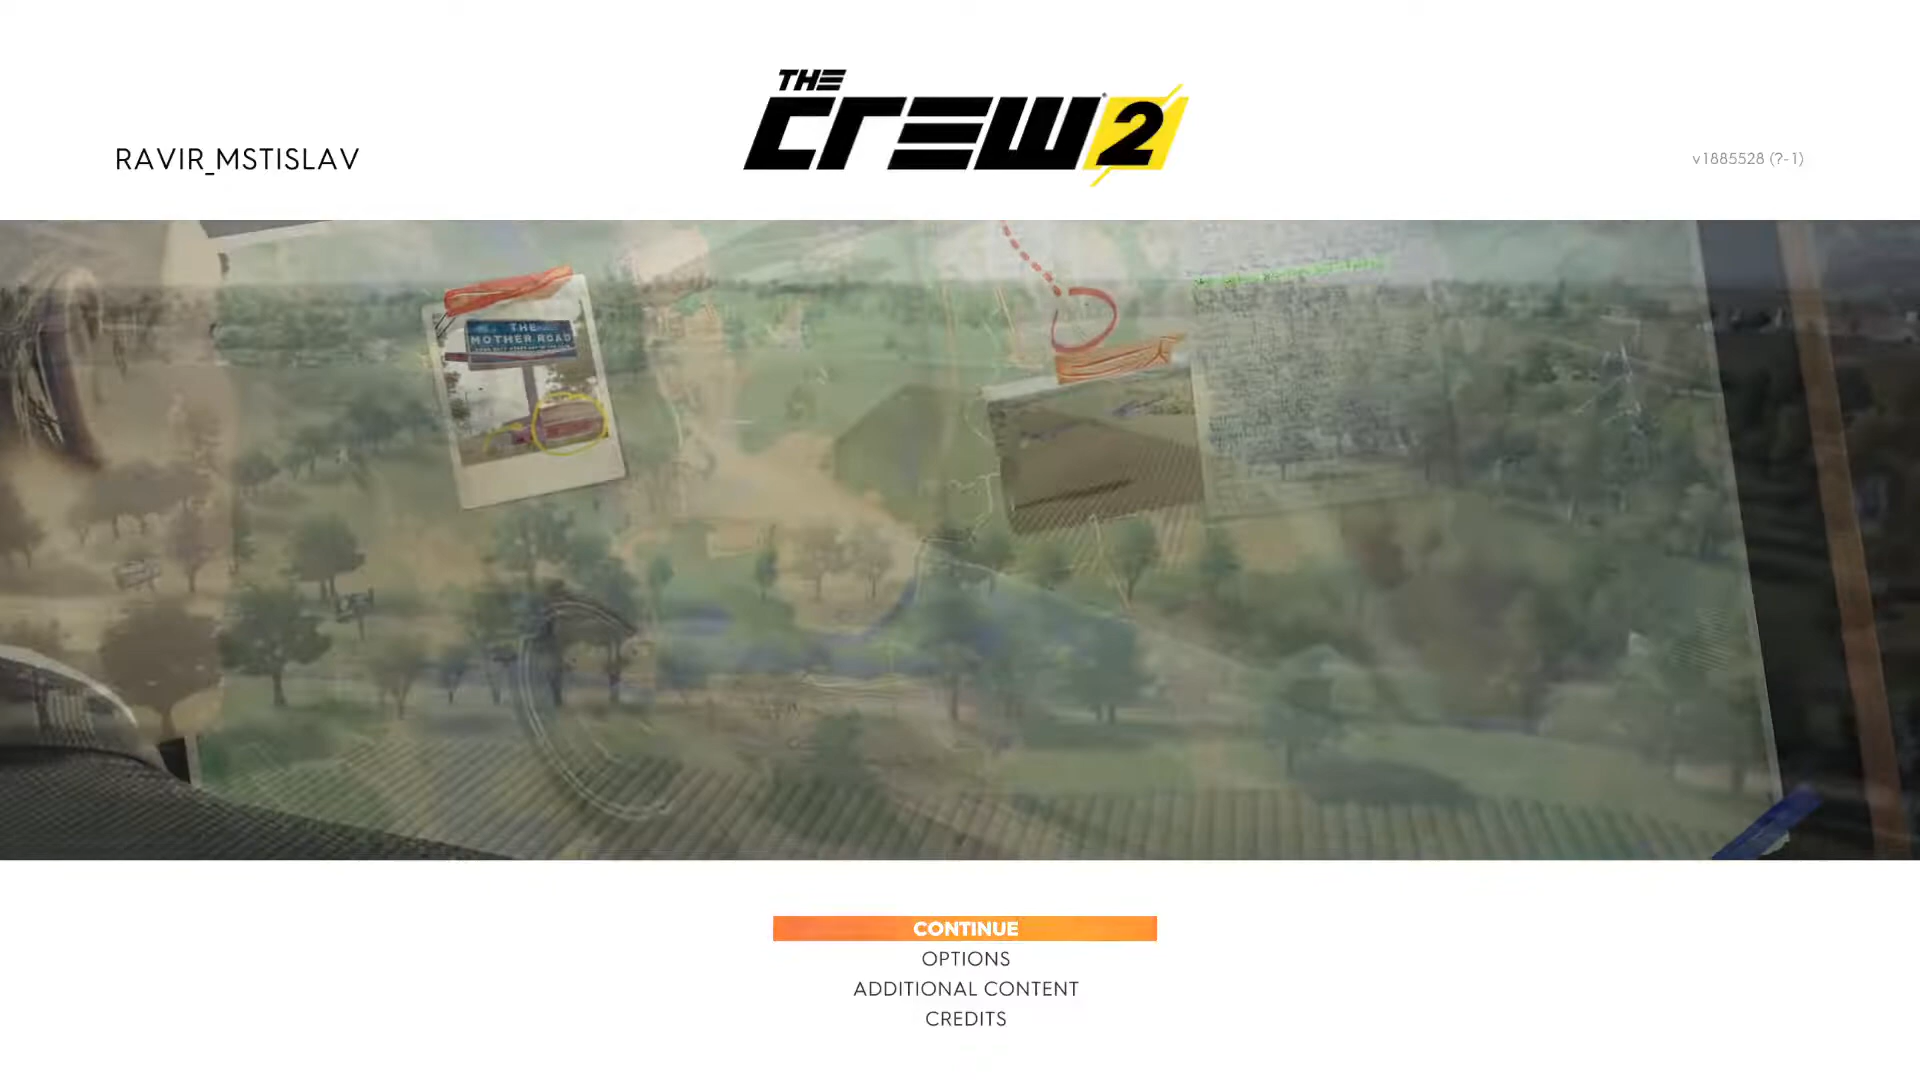 THE
CREW 2
RAVIR_MSTISLAV
v1885528 (?-1)
THE
MOTHER ROAD
CONTINUE
OPTIONS
ADDITIONAL CONTENT
CREDITS